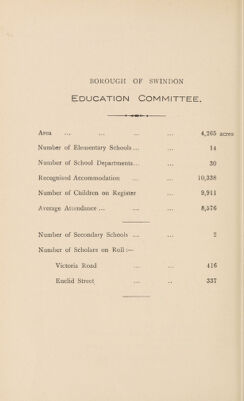 BOROUGH OF SWINDON
EDUCATION COMMITTEE.
Area ... ... ... ... 4,265 acres
Number of Elementary Schools ... ... 14
Number of School Departments... ... 30
Recognised Accommodation ... ... 10,338
Number of Children on Register ... 9,911
Average Attendance ... ... ... 8,576
Number of Secondary Schools ... ... 2
Number of Scholars on Roll :—
Victoria Road ... ... 416
Euclid Street ... .. 337